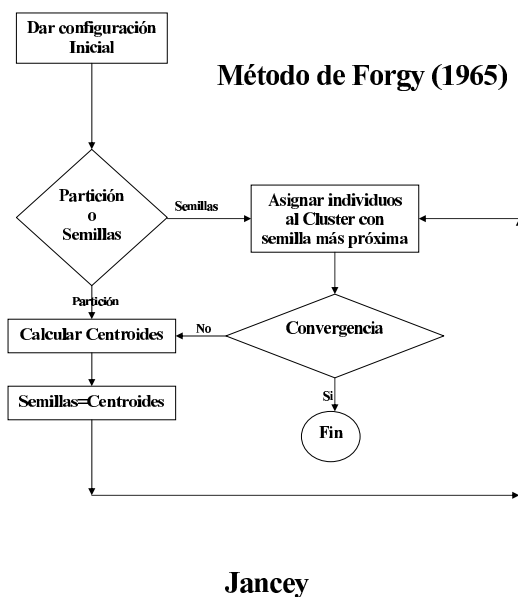 Dar configuración
Inicial
Método de Forgy (1965)
Partición
o
Semillas
Semillas
Asignar individuos
al Cluster con
semilla más próxima
Partición
Calcular Centroides
No
Convergencia
Semillas=Centroides
Si
Fin
Jancey